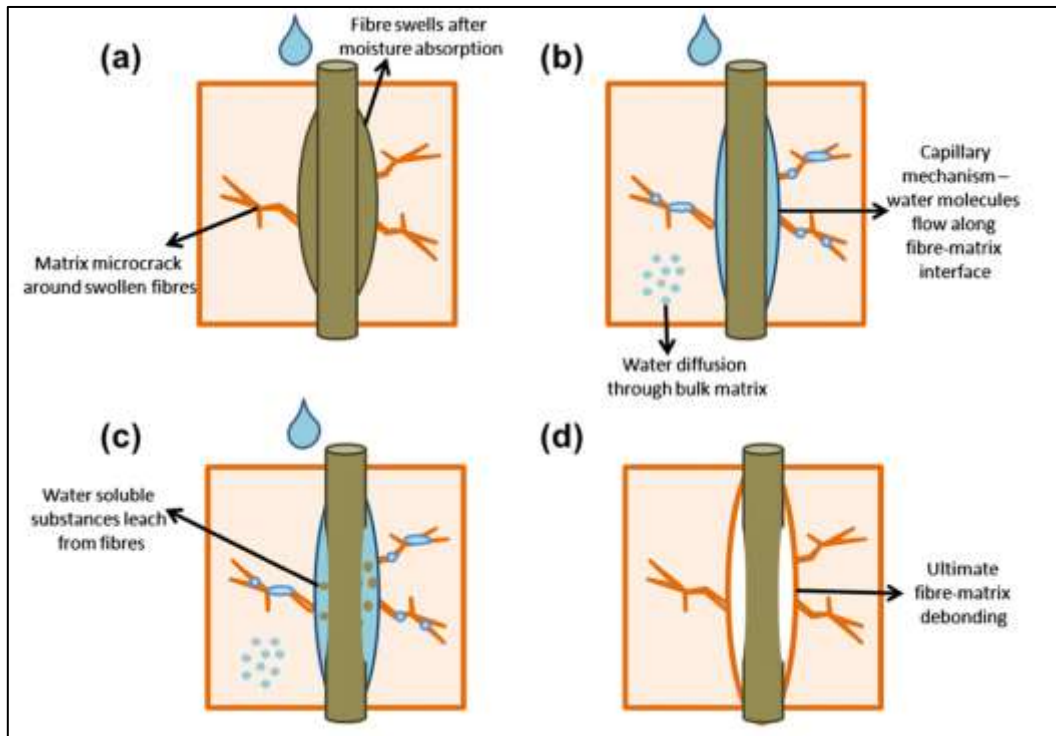 (a)
Fibre swells after
moisture absorption
Matrix microcrack
around swollen fibres
(b)
Capillary
mechanism –
water molecules
flow along
fibre-matrix
interface
Water diffusion
through bulk matrix
(c)
Water soluble
substances leach
from fibres
(d)
Ultimate
fibre-matrix
debonding